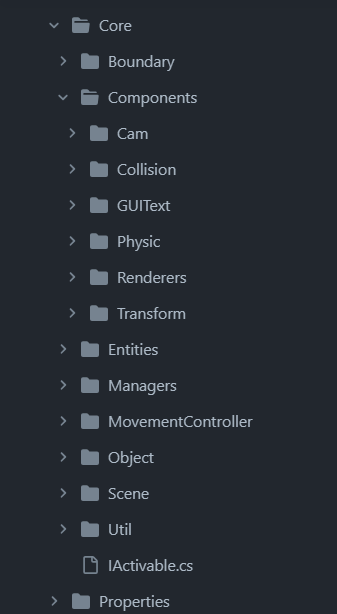 Core
Boundary
Components
Cam
Collision
GUIText
Physic
Renderers
Transform
Entities
Managers
MovementController
Object
Scene
Util
IActivable.cs
Properties